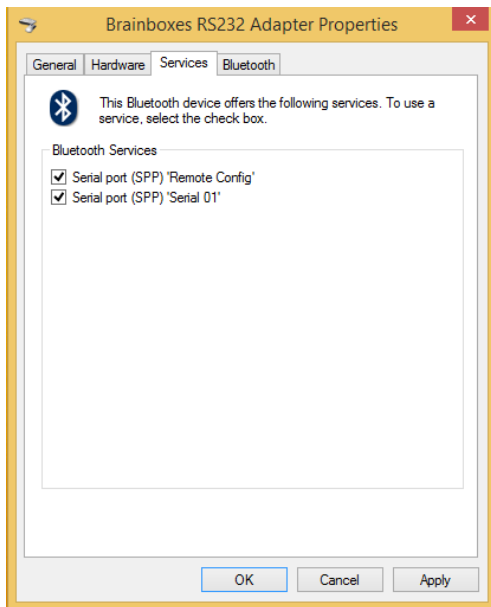 Brainboxes RS232 Adapter Properties
General Hardware Services Bluetooth
This Bluetooth device offers the following services. To use a
service, select the check box.
Bluetooth Services
Serial port (SPP) 'Remote Config'
Serial port (SPP) 'Serial 01'
OK Cancel Apply